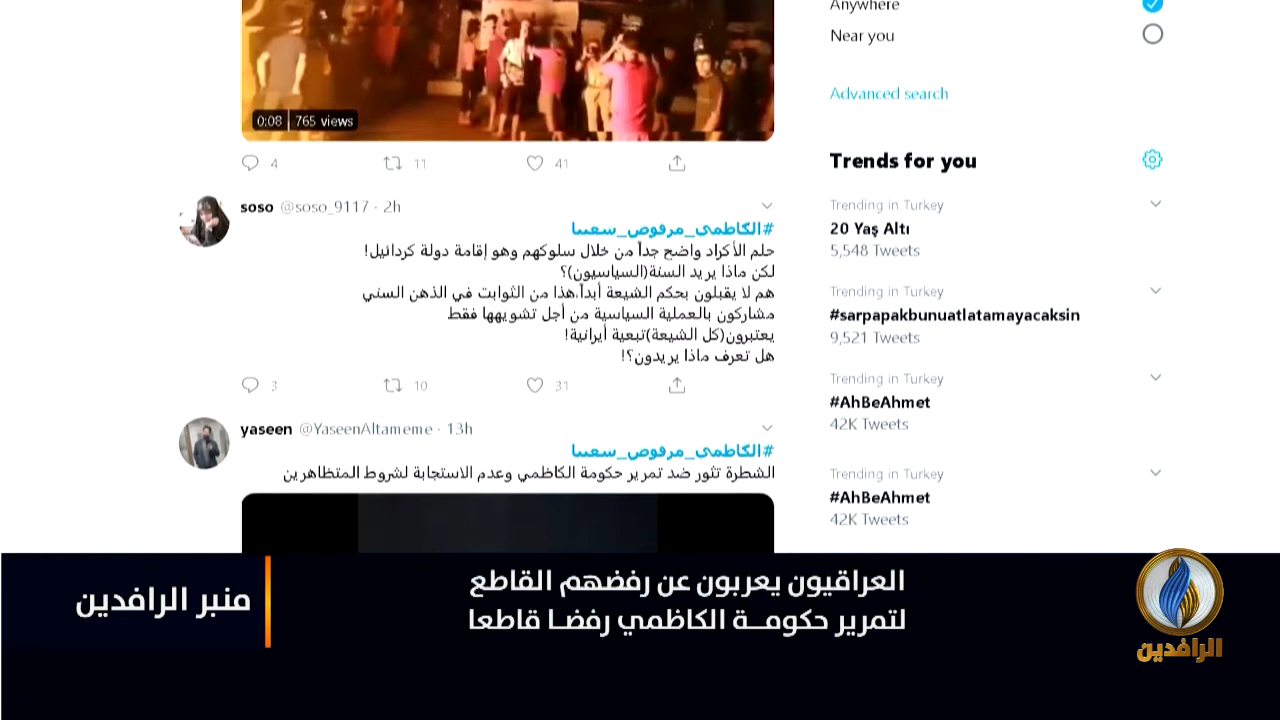 Anywhere
Near you
Advanced search
0:08 | 765 views
4 11 41
Trends for you
soso @soso_9117 · 2h
#الكاظمي_مرفوض_شعبيا
حلم الأكراد واضح جداً من خلال سلوكهم وهو إقامة دولة كردائيل!
لكن ماذا يريد السنة(السياسيون)؟
هم لا يقبلون بحكم الشيعة أبداً.هذا من الثوابت في الذهن السني
مشاركون بالعملية السياسية من أجل تشويهها فقط
يعتبرون(كل الشيعة)تبعية أيرانية!
هل تعرف ماذا يريدون؟!
3 10 31
yaseen @YaseenAltameme · 13h
#الكاظمي_مرفوض_شعبيا
الشطرة تثور ضد تمرير حكومة الكاظمي وعدم الاستجابة لشروط المتظاهرين
Trending in Turkey
20 Yaş Altı
5,548 Tweets
Trending in Turkey
#sarpapakbunuatlatamayacaksin
9,521 Tweets
Trending in Turkey
#AhBeAhmet
42K Tweets
Trending in Turkey
#AhBeAhmet
42K Tweets
العراقيون يعربون عن رفضهم القاطع
لتمرير حكومــة الكاظمي رفضـا قاطعا
منبر الرافدين
الرافدين